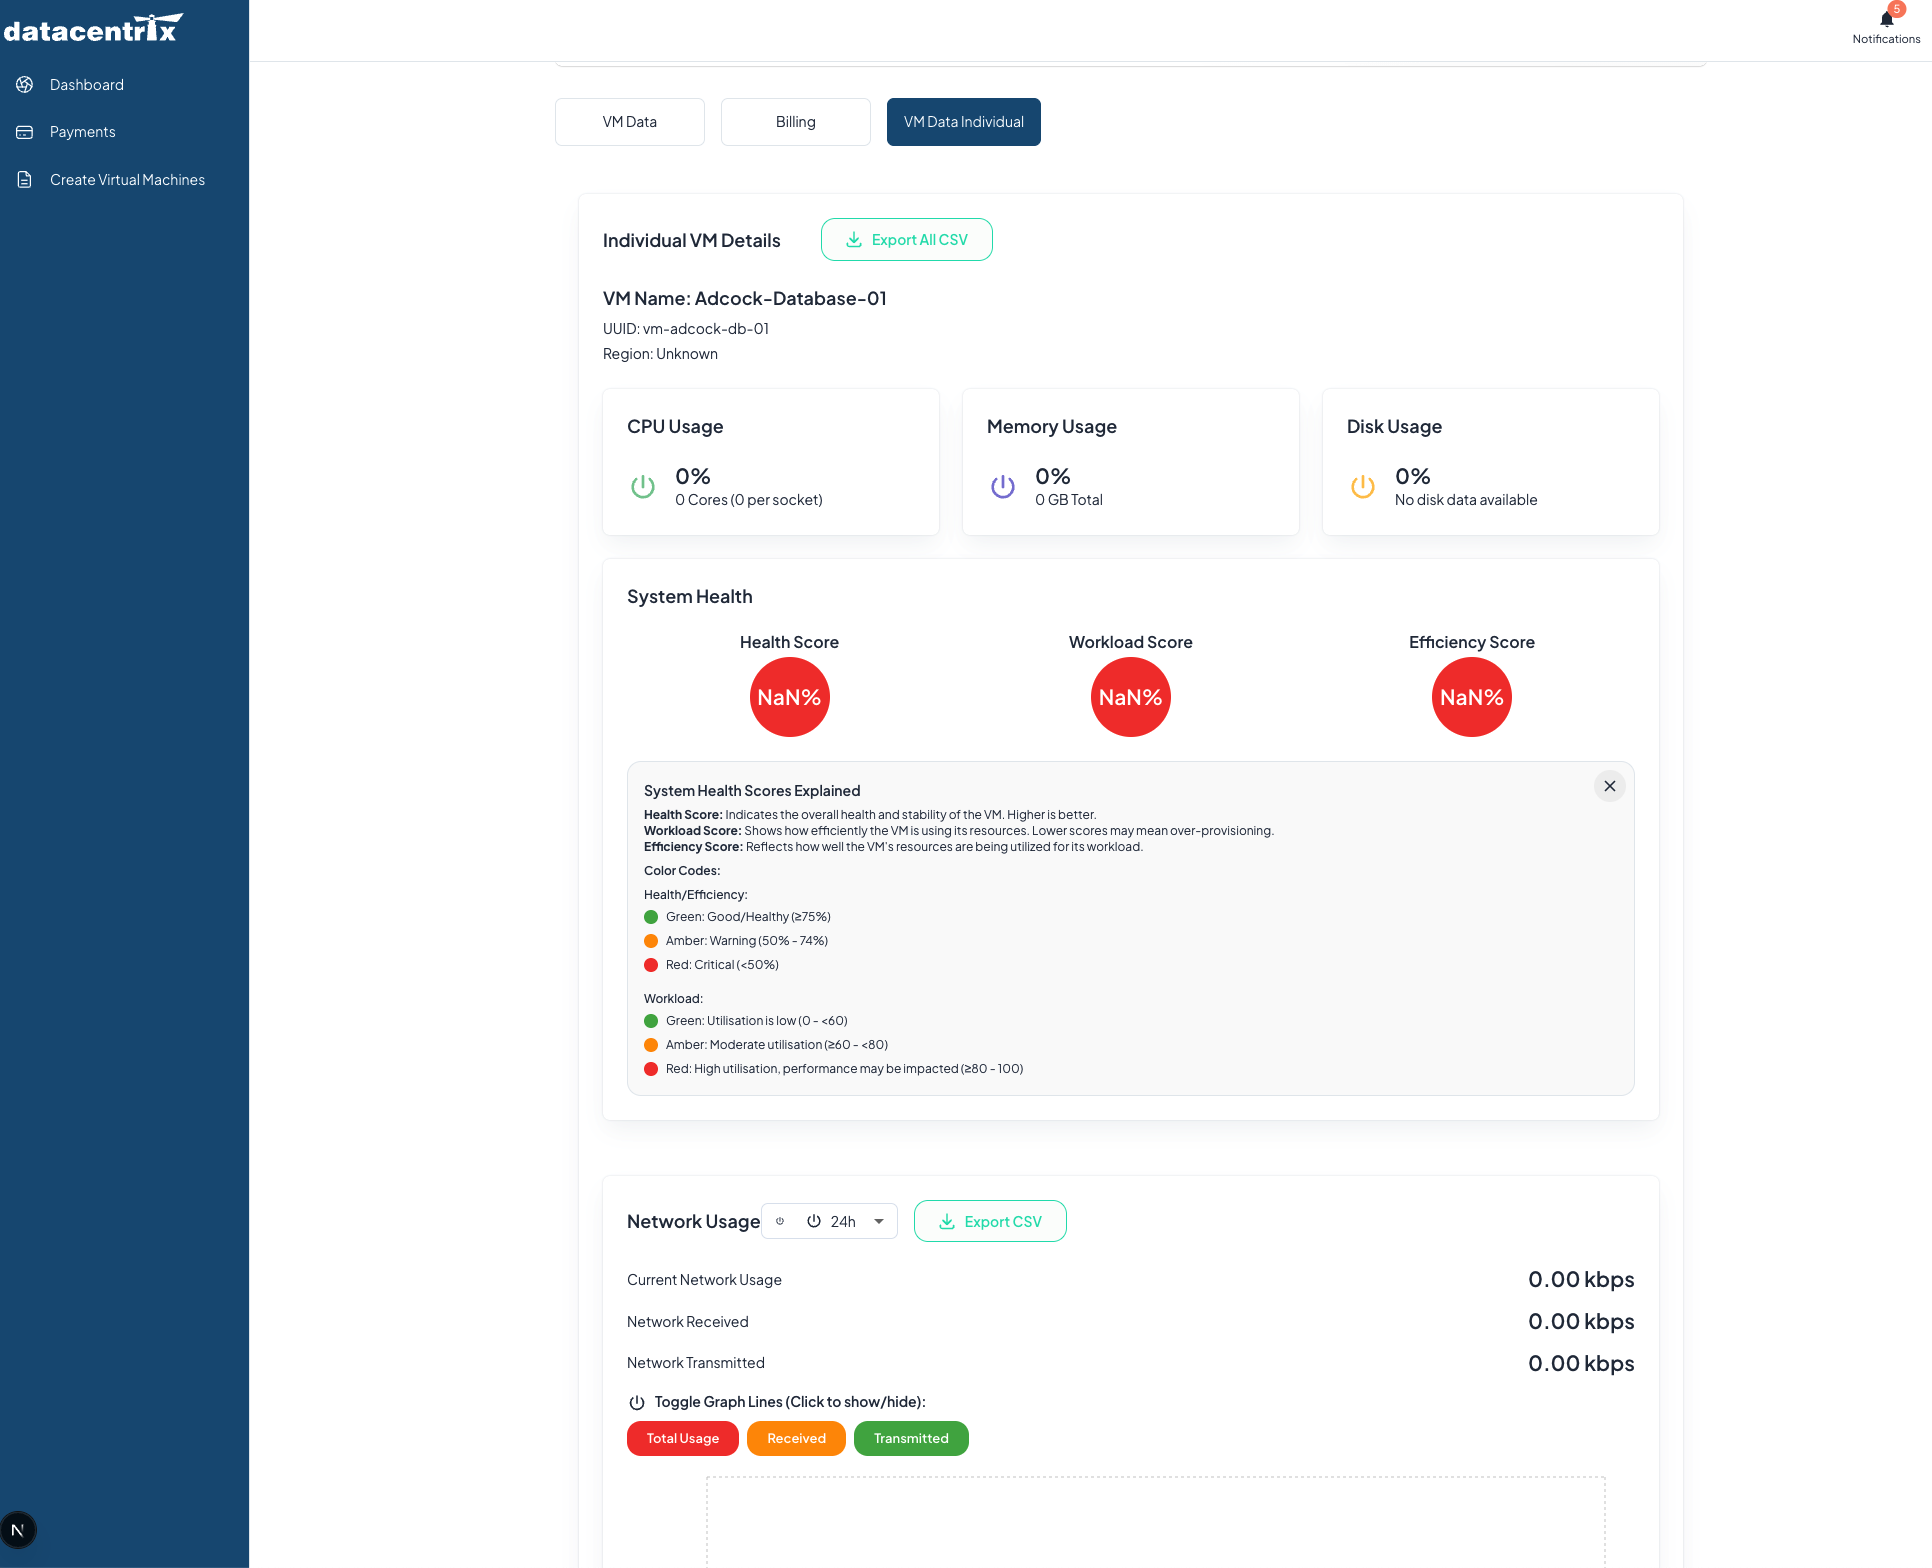 datacentrix
5
Notifications
Dashboard
Payments
Create Virtual Machines
VM Data
Billing
VM Data Individual
Individual VM Details
Export All CSV
VM Name: Adcock-Database-01
UUID: vm-adcock-db-01
Region: Unknown
CPU Usage
0%
0 Cores (0 per socket)
Memory Usage
0%
0 GB Total
Disk Usage
0%
No disk data available
System Health
Health Score
NaN%
Workload Score
NaN%
Efficiency Score
NaN%
System Health Scores Explained
Health Score: Indicates the overall health and stability of the VM. Higher is better.
Workload Score: Shows how efficiently the VM is using its resources. Lower scores may mean over-provisioning.
Efficiency Score: Reflects how well the VM's resources are being utilized for its workload.
Color Codes:
Health/Efficiency:
Green: Good/Healthy (≥75%)
Amber: Warning (50% - 74%)
Red: Critical (<50%)
Workload:
Green: Utilisation is low (0 - <60)
Amber: Moderate utilisation (≥60 - <80)
Red: High utilisation, performance may be impacted (≥80 - 100)
Network Usage
24h
Export CSV
Current Network Usage
0.00 kbps
Network Received
0.00 kbps
Network Transmitted
0.00 kbps
Toggle Graph Lines (Click to show/hide):
Total Usage
Received
Transmitted
N